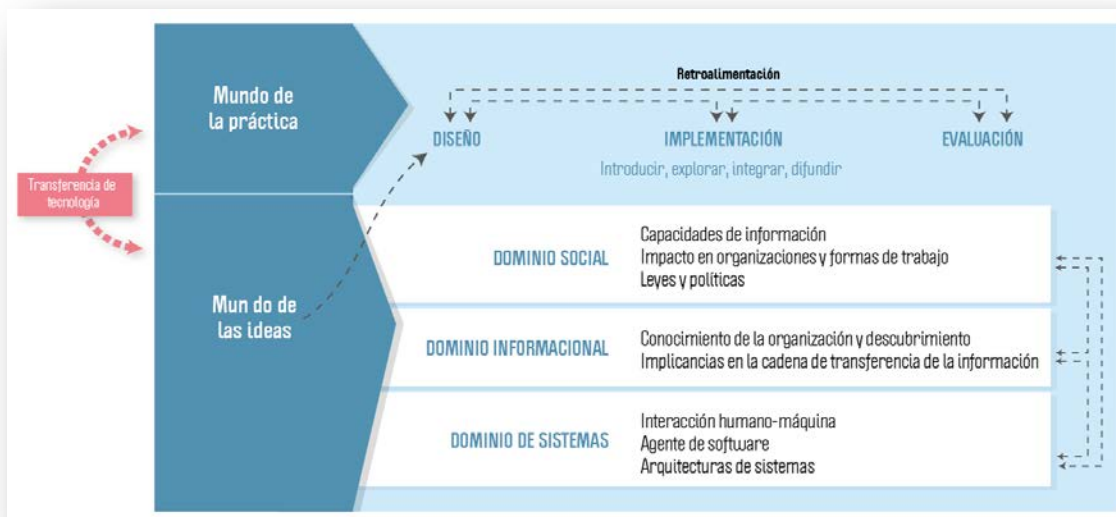 Mundo de
la práctica
Transferencia de
tecnología
Mun do de
las ideas
Retroalimentación
DISEÑO
IMPLEMENTACIÓN
EVALUACIÓN
Introducir, explorar, integrar, difundir
DOMINIO SOCIAL
Capacidades de información
Impacto en organizaciones y formas de trabajo
Leyes y políticas
DOMINIO INFORMACIONAL
Conocimiento de la organización y descubrimiento
Implicancias en la cadena de transferencia de la información
DOMINIO DE SISTEMAS
Interacción humano-máquina
Agente de software
Arquitecturas de sistemas